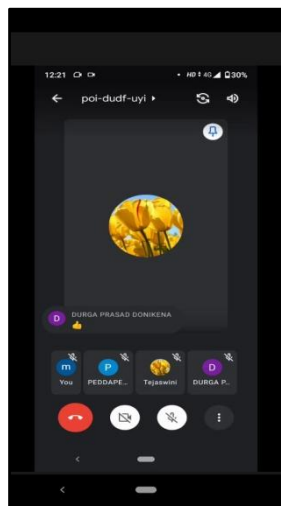 12:21 HD 4G 30%
poi-dudf-uyi
D DURGA PRASAD DONIKENA
👍
m P D
You PEDDAPE... Tejaswini DURGA P...